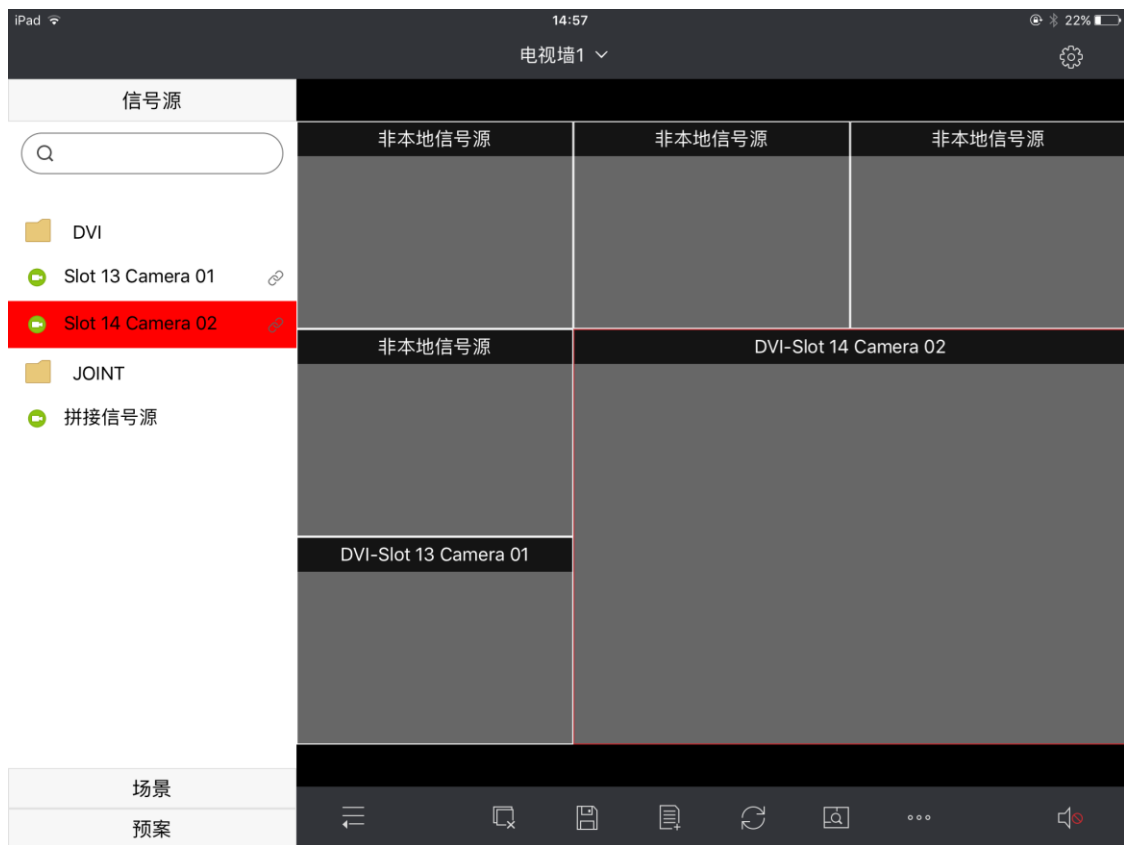 iPad 14:57 22%
电视墙1
信号源
DVI
Slot 13 Camera 01
Slot 14 Camera 02
JOINT
拼接信号源
场景
预案
非本地信号源 非本地信号源 非本地信号源
非本地信号源 DVI-Slot 14 Camera 02
DVI-Slot 13 Camera 01